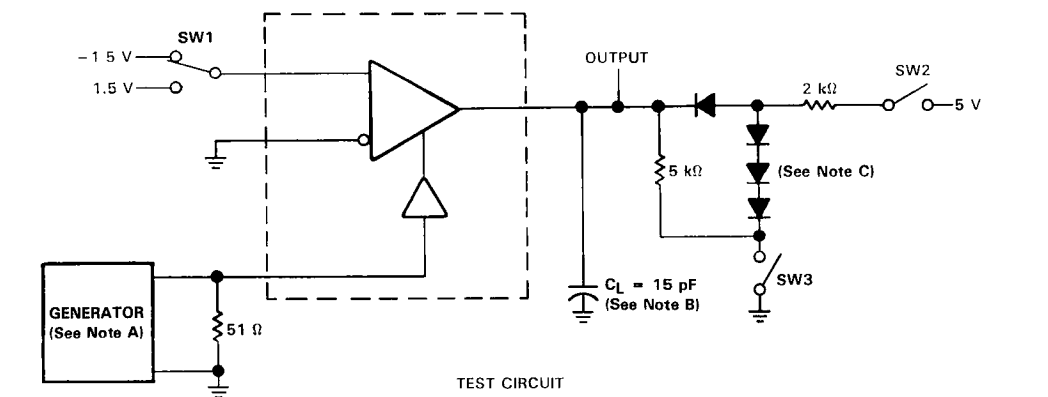 SW1
– 1 5 V
1.5 V
OUTPUT
SW2
2 kΩ
5 V
5 kΩ
(See Note C)
SW3
CL = 15 pF
(See Note B)
GENERATOR
(See Note A)
51 Ω
TEST CIRCUIT